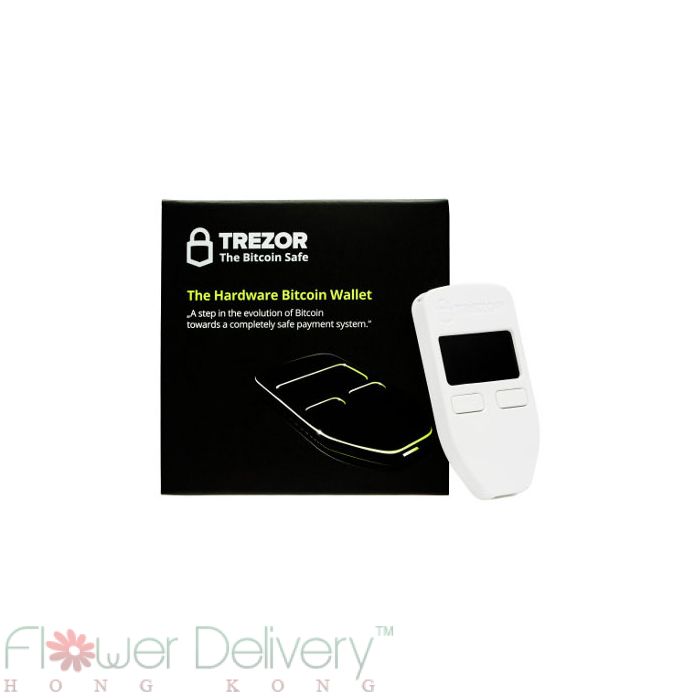 TREZOR
The Bitcoin Safe
The Hardware Bitcoin Wallet
„A step in the evolution of Bitcoin
towards a completely safe payment system.“
TREZOR
Flower Delivery™
HONG KONG